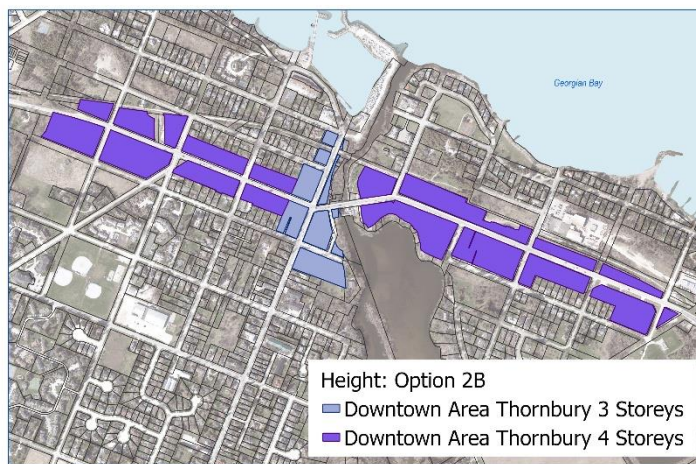 Georgian Bay
Height: Option 2B
Downtown Area Thornbury 3 Storeys
Downtown Area Thornbury 4 Storeys